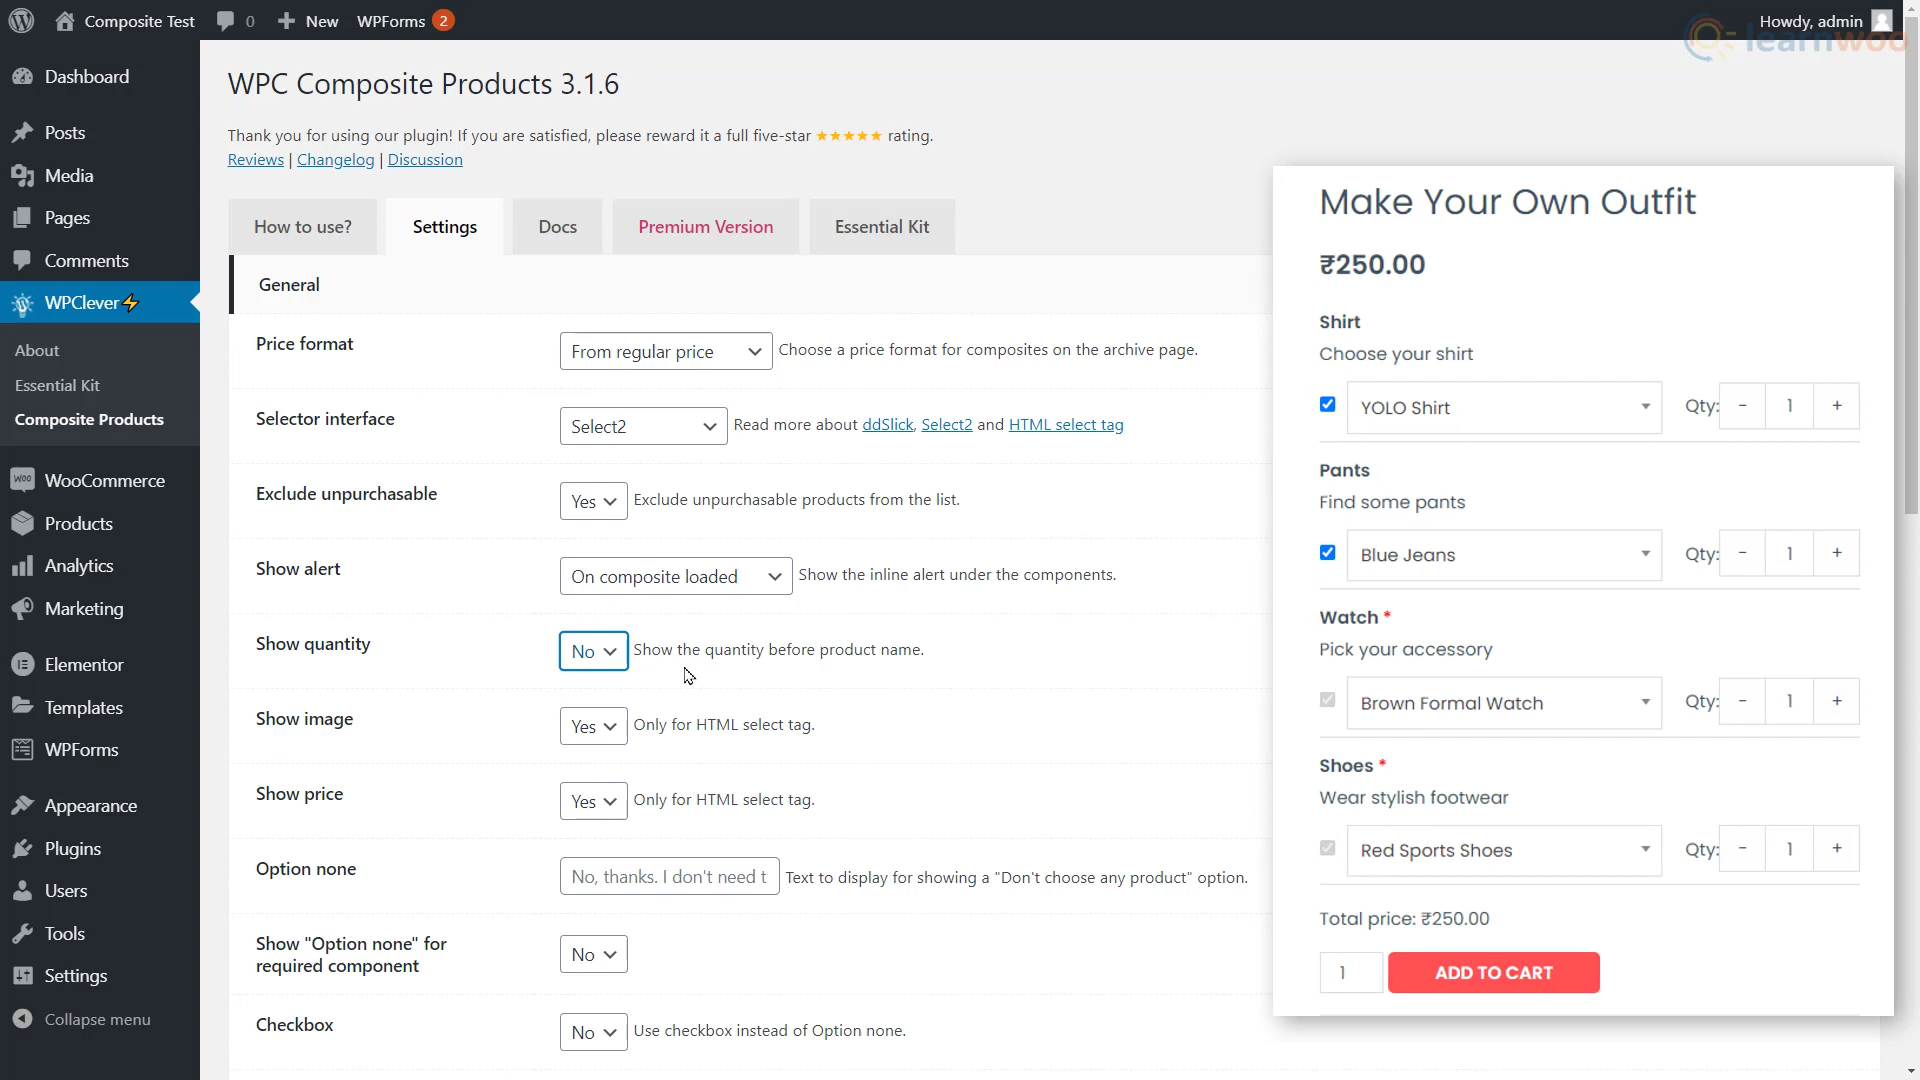 Composite Test
0
New
WPForms 2
Howdy, admin
learnwoo
Dashboard
Posts
Media
Pages
Comments
WPClever
About
Essential Kit
Composite Products
WOO WooCommerce
Products
Analytics
Marketing
Elementor
Templates
WPForms
Appearance
Plugins
Users
Tools
Settings
Collapse menu
WPC Composite Products 3.1.6
Thank you for using our plugin! If you are satisfied, please reward it a full five-star ★★★★★ rating.
Reviews | Changelog | Discussion
How to use?
Settings
Docs
Premium Version
Essential Kit
General
Price format
From regular price
Choose a price format for composites on the archive page.
Selector interface
Select2
Read more about ddSlick, Select2 and HTML select tag
Exclude unpurchasable
Yes
Exclude unpurchasable products from the list.
Show alert
On composite loaded
Show the inline alert under the components.
Show quantity
No
Show the quantity before product name.
Show image
Yes
Only for HTML select tag.
Show price
Yes
Only for HTML select tag.
Option none
No, thanks. I don't need t
Text to display for showing a "Don't choose any product" option.
Show "Option none" for
required component
No
Checkbox
No
Use checkbox instead of Option none.
Make Your Own Outfit
₹250.00
Shirt
Choose your shirt
YOLO Shirt
Qty: - 1 +
Pants
Find some pants
Blue Jeans
Qty: - 1 +
Watch *
Pick your accessory
Brown Formal Watch
Qty: - 1 +
Shoes *
Wear stylish footwear
Red Sports Shoes
Qty: - 1 +
Total price: ₹250.00
1
ADD TO CART